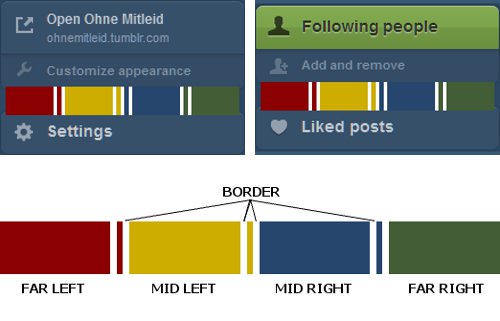 Open Ohne Mitleid
ohnemitleid.tumblr.com
Customize appearance
Settings
Following people
Add and remove
Liked posts
BORDER
FAR LEFT
MID LEFT
MID RIGHT
FAR RIGHT